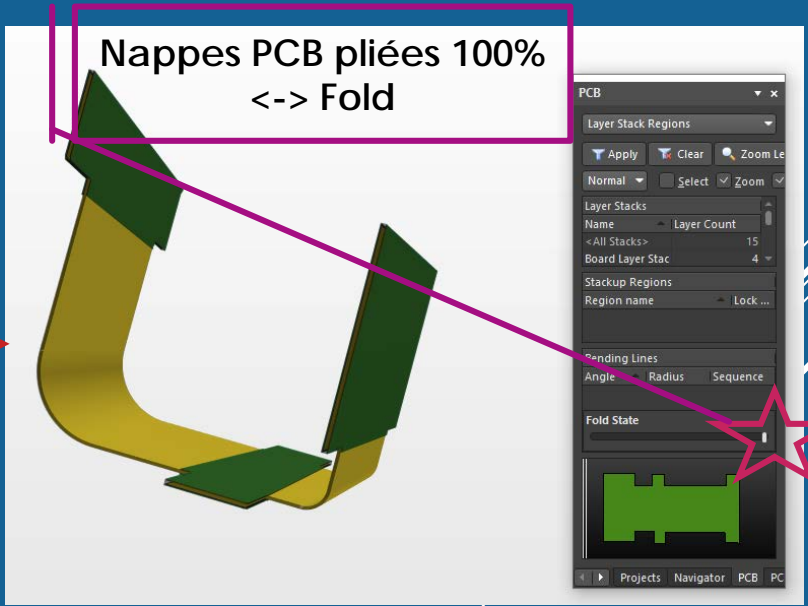 Nappes PCB pliées 100%
<-> Fold
PCB
Layer Stack Regions
Apply Clear Zoom Le
Normal Select Zoom
Layer Stacks
Name Layer Count
<All Stacks> 15
Board Layer Stac 4
Stackup Regions
Region name Lock ...
Bending Lines
Angle Radius Sequence
Fold State
Projects Navigator PCB PC